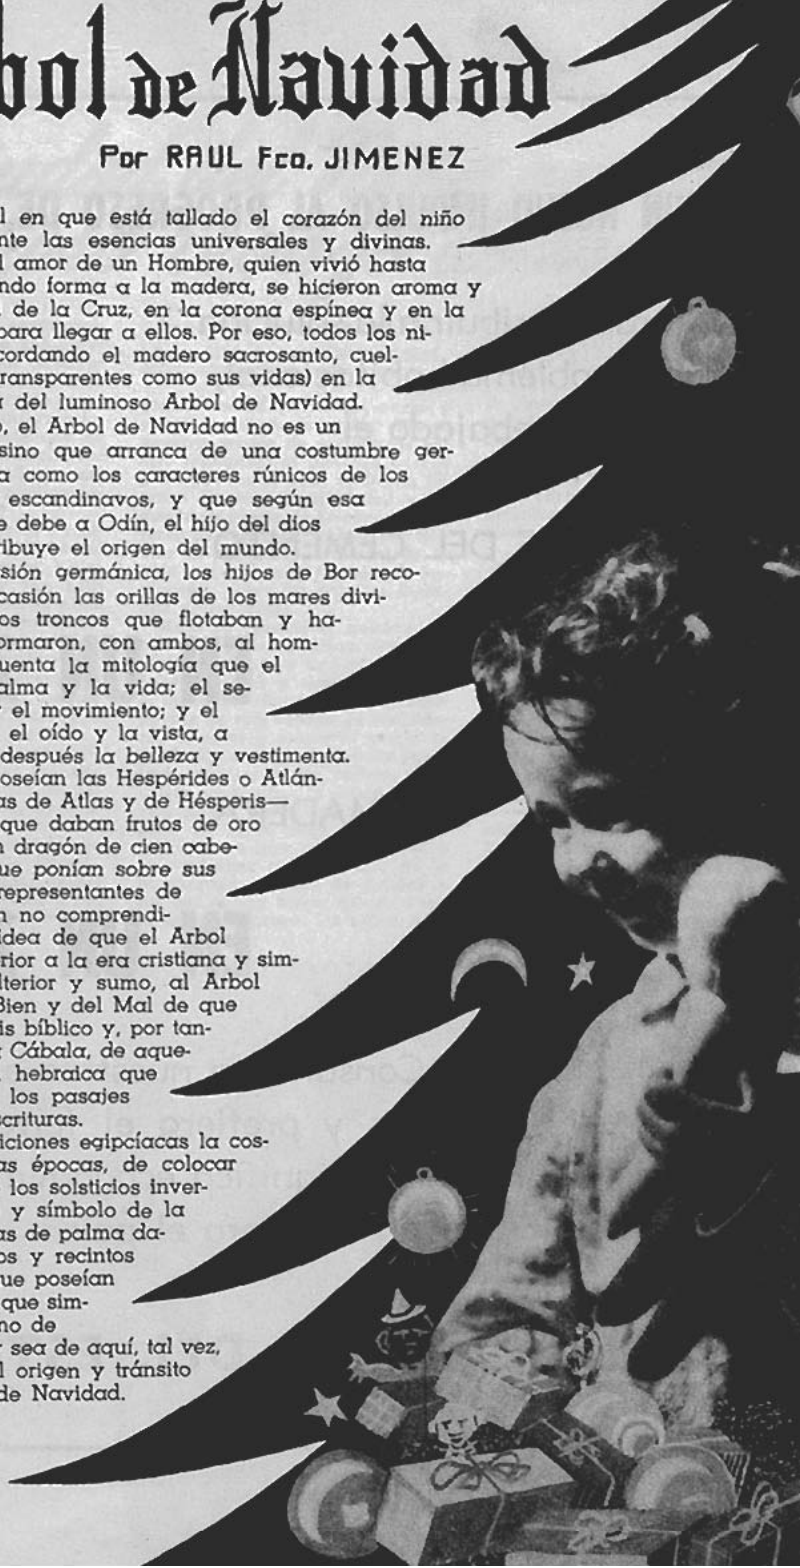 bol de Navidad
Por RAUL Fco. JIMENEZ
l en que está tallado el corazón del niño
nte las esencias universales y divinas.
l amor de un Hombre, quien vivió hasta
ndo forma a la madera, se hicieron aroma y
. de la Cruz, en la corona espínea y en la
para llegar a ellos. Por eso, todos los ni-
cordando el madero sacrosanto, cuel-
ransparentes como sus vidas) en la
del luminoso Arbol de Navidad.
, el Arbol de Navidad no es un
sino que arranca de una costumbre ger-
a como los caracteres rúnicos de los
escandinavos, y que según esa
e debe a Odín, el hijo del dios
ribuye el origen del mundo.
sión germánica, los hijos de Bor reco-
casión las orillas de los mares divi-
os troncos que flotaban y ha-
ormaron, con ambos, al hom-
uenta la mitología que el
alma y la vida; el se-
el movimiento; y el
el oído y la vista, a
después la belleza y vestimenta.
oseían las Hespérides o Atlán-
as de Atlas y de Hésperis—
que daban frutos de oro
n dragón de cien cabe-
ue ponían sobre sus
representantes de
n no comprendi-
idea de que el Arbol
rior a la era cristiana y sim-
lterior y sumo, al Arbol
Bien y del Mal de que
is bíblico y, por tan-
Cábala, de aque-
hebraica que
los pasajes
scrituras.
iciones egipcíacas la cos-
as épocas, de colocar
los solsticios inver-
y símbolo de la
as de palma da-
os y recintos
ue poseían
que sim-
no de
sea de aquí, tal vez,
l origen y tránsito
de Navidad.